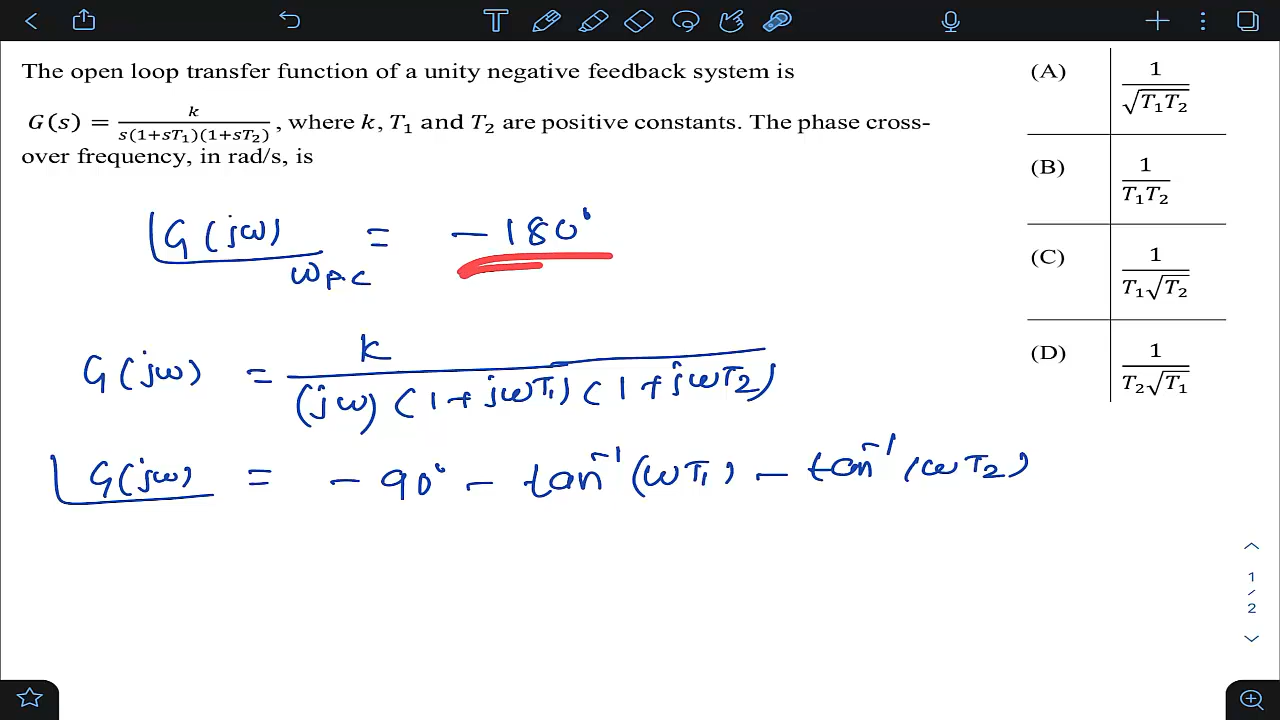 The open loop transfer function of a unity negative feedback system is
G(s) = k / s(1+sT₁)(1+sT₂), where k, T₁ and T₂ are positive constants. The phase cross-
over frequency, in rad/s, is
(A) 1/√(T₁T₂)
(B) 1/(T₁T₂)
(C) 1/(T₁√T₂)
(D) 1/(T₂√T₁)
∠G(jω) ω P.C = −180°
G(jω) = k / (jω)(1+jωT₁)(1+jωT₂)
∠G(jω) = −90° − tan⁻¹(ωT₁) − tan⁻¹(ωT₂)
1
/
2